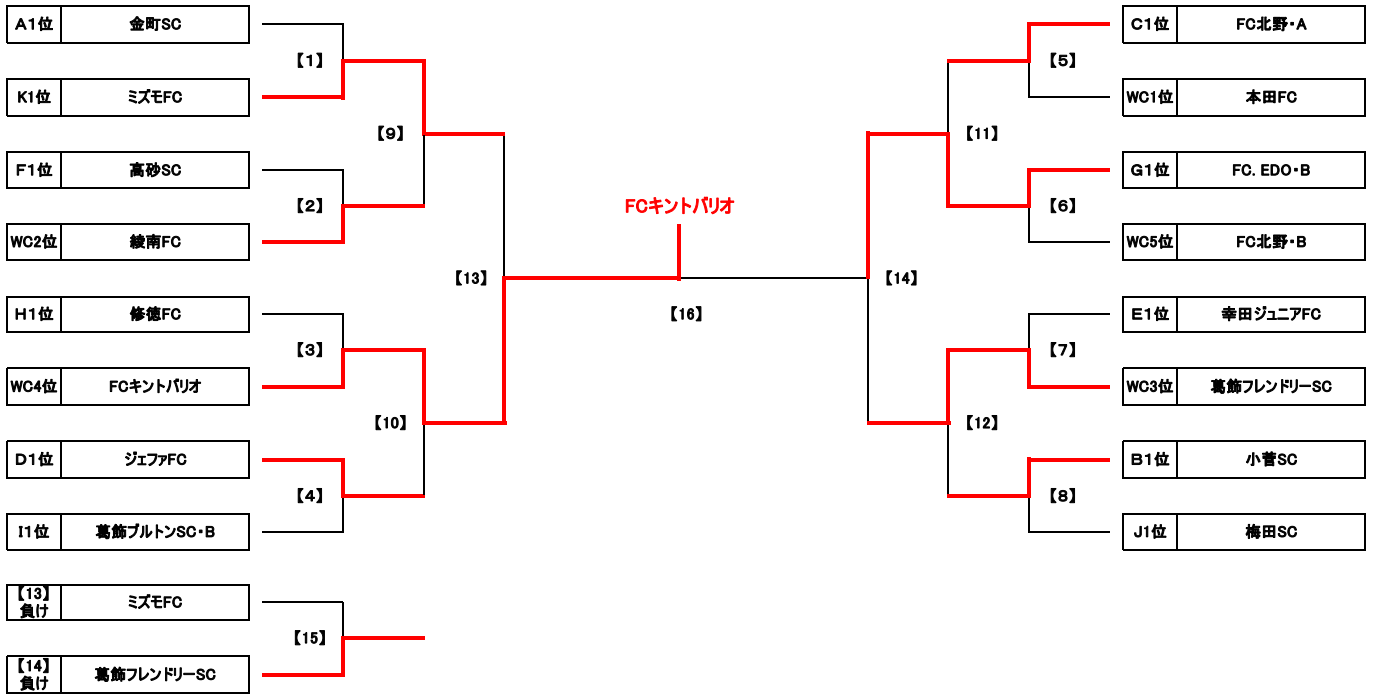 A1位 金町SC
【1】
K1位 ミズモFC
【9】
F1位 高砂SC
【2】
WC2位 綾南FC
【13】
H1位 修徳FC
【3】
WC4位 FCキントバリオ
【10】
D1位 ジェファFC
【4】
I1位 葛飾ブルトンSC・B
FCキントバリオ
【16】
C1位 FC北野・A
【5】
WC1位 本田FC
【11】
G1位 FC. EDO・B
【6】
WC5位 FC北野・B
【14】
E1位 幸田ジュニアFC
【7】
WC3位 葛飾フレンドリーSC
【12】
B1位 小菅SC
【8】
J1位 梅田SC
【13】
負け
ミズモFC
【15】
【14】
負け
葛飾フレンドリーSC